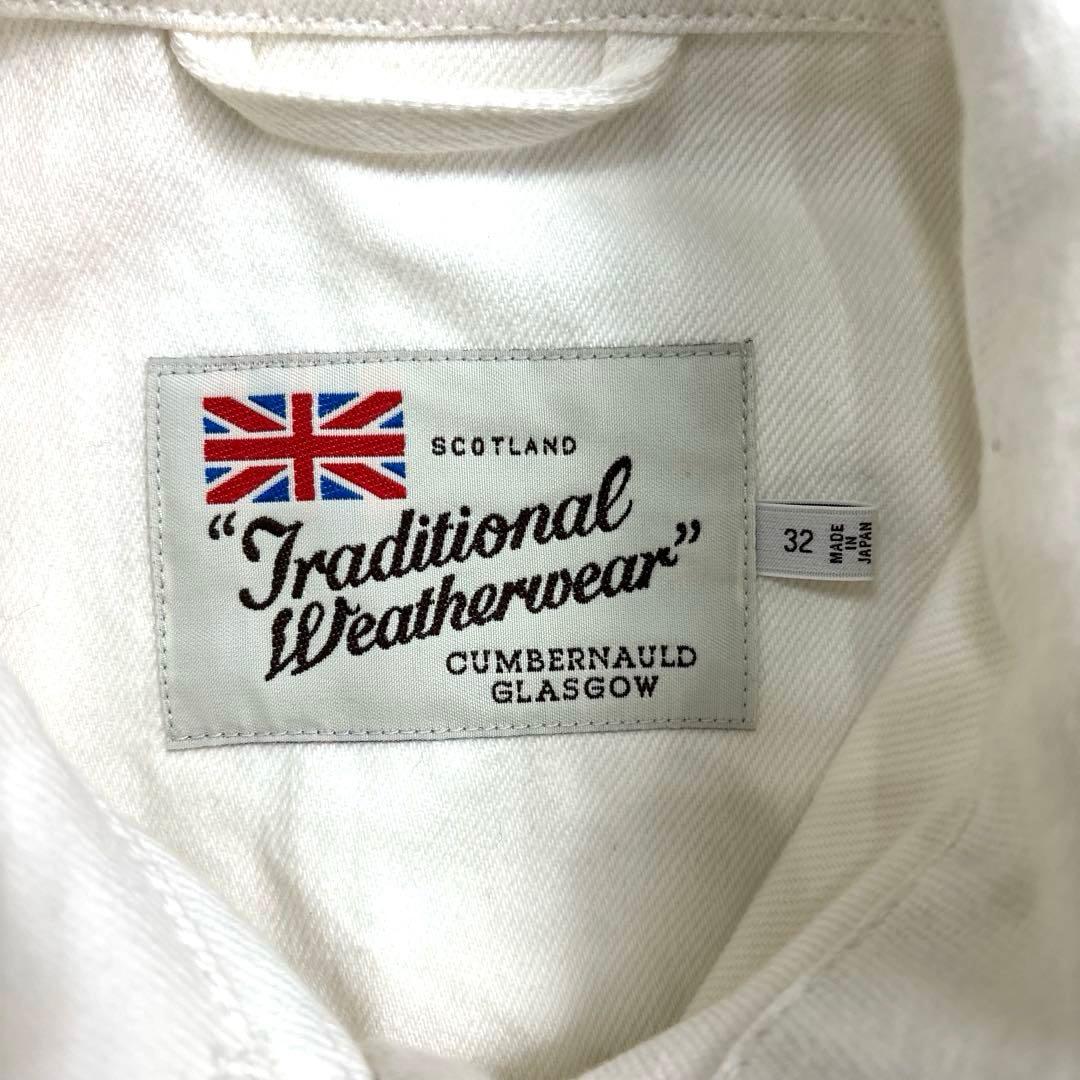 SCOTLAND
"Traditional
Weatherwear"
CUMBERNAULD
GLASGOW
32
MADE
IN
JAPAN